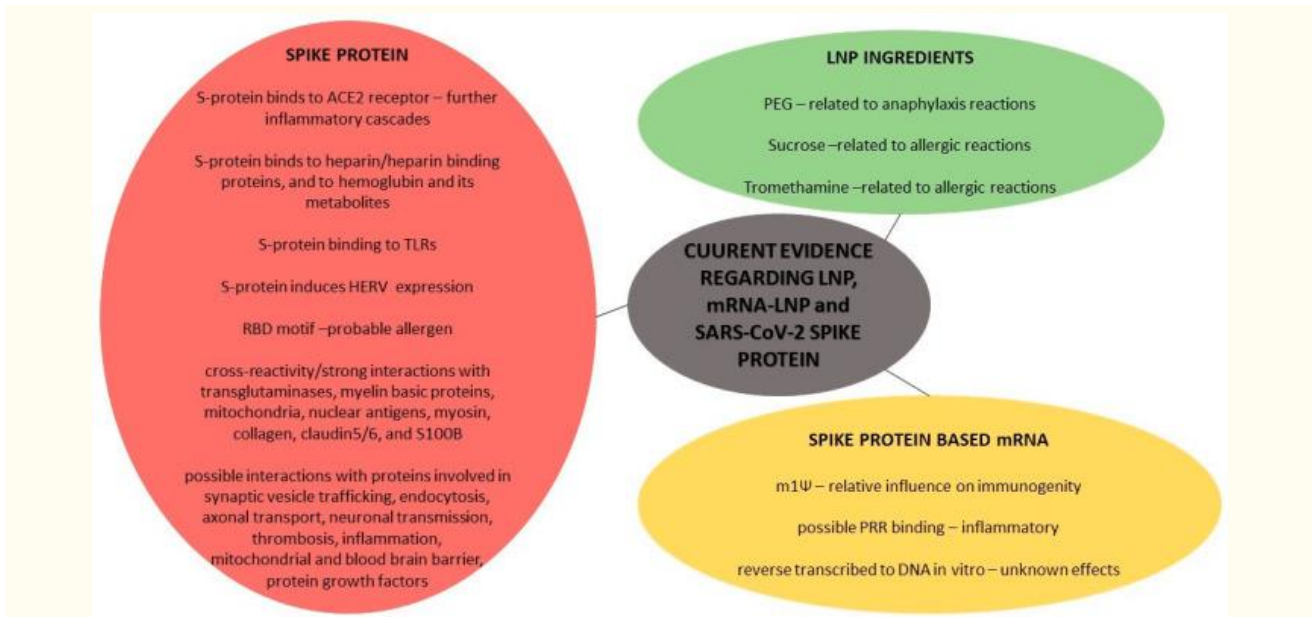 SPIKE PROTEIN
S-protein binds to ACE2 receptor – further
inflammatory cascades
S-protein binds to heparin/heparin binding
proteins, and to hemoglubin and its
metabolites
S-protein binding to TLRs
S-protein induces HERV expression
RBD motif –probable allergen
cross-reactivity/strong interactions with
transglutaminases, myelin basic proteins,
mitochondria, nuclear antigens, myosin,
collagen, claudin5/6, and S100B
possible interactions with proteins involved in
synaptic vesicle trafficking, endocytosis,
axonal transport, neuronal transmission,
thrombosis, inflammation,
mitochondrial and blood brain barrier,
protein growth factors
LNP INGREDIENTS
PEG – related to anaphylaxis reactions
Sucrose –related to allergic reactions
Tromethamine –related to allergic reactions
CUURENT EVIDENCE
REGARDING LNP,
mRNA-LNP and
SARS-CoV-2 SPIKE
PROTEIN
SPIKE PROTEIN BASED mRNA
m1Ψ – relative influence on immunogenity
possible PRR binding – inflammatory
reverse transcribed to DNA in vitro – unknown effects